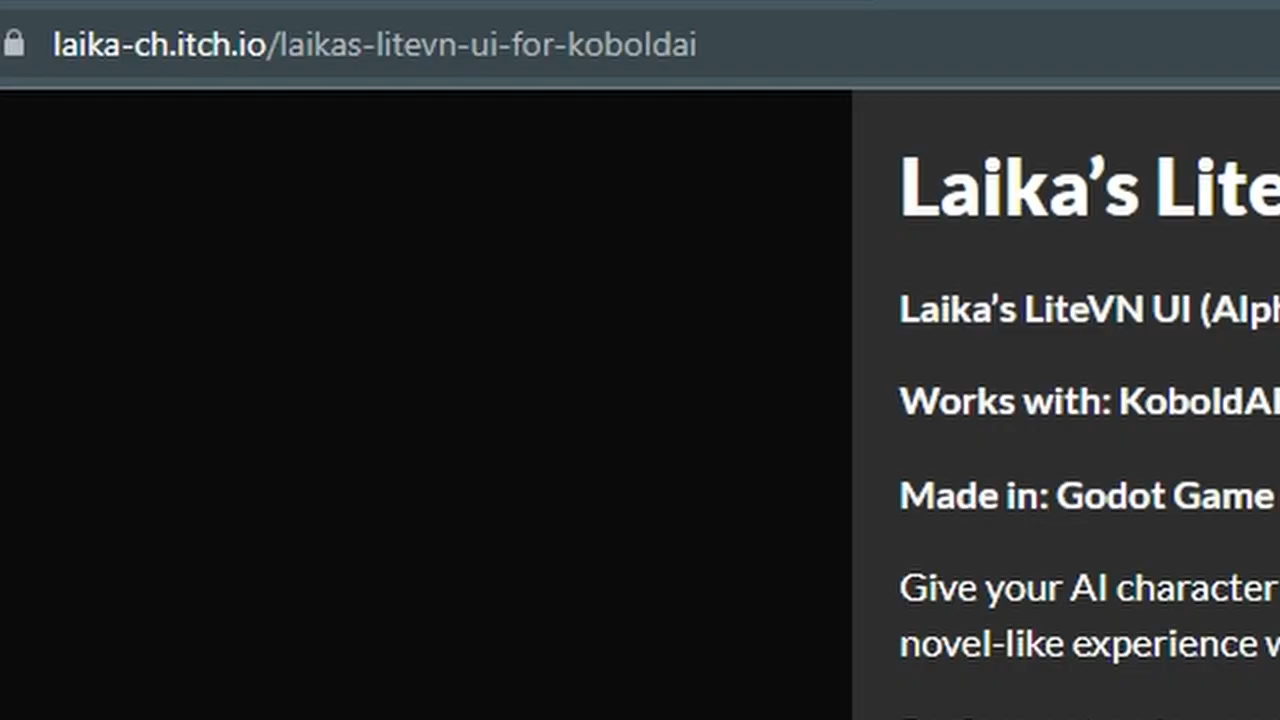 laika-ch.itch.io/laikas-litevn-ui-for-koboldai
Laika’s Lite
Laika’s LiteVN UI (Alph
Works with: KoboldAI
Made in: Godot Game
Give your AI character
novel-like experience w